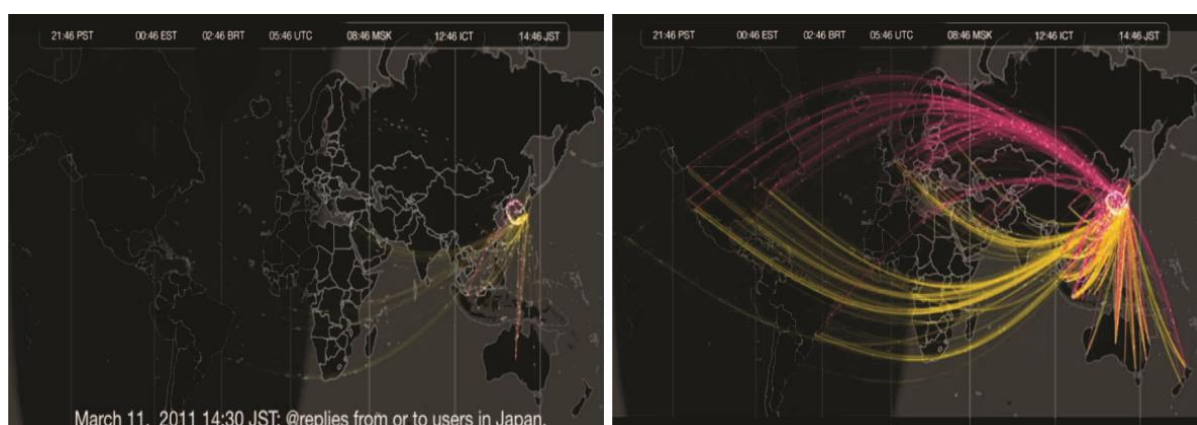 21:46 PST 00:46 EST 02:46 BRT 05:46 UTC 08:46 MSK 12:46 ICT 14:46 JST
March 11, 2011 14:30 JST: @replies from or to users in Japan.
21:46 PST 00:46 EST 02:46 BRT 05:46 UTC 08:46 MSK 12:46 ICT 14:46 JST